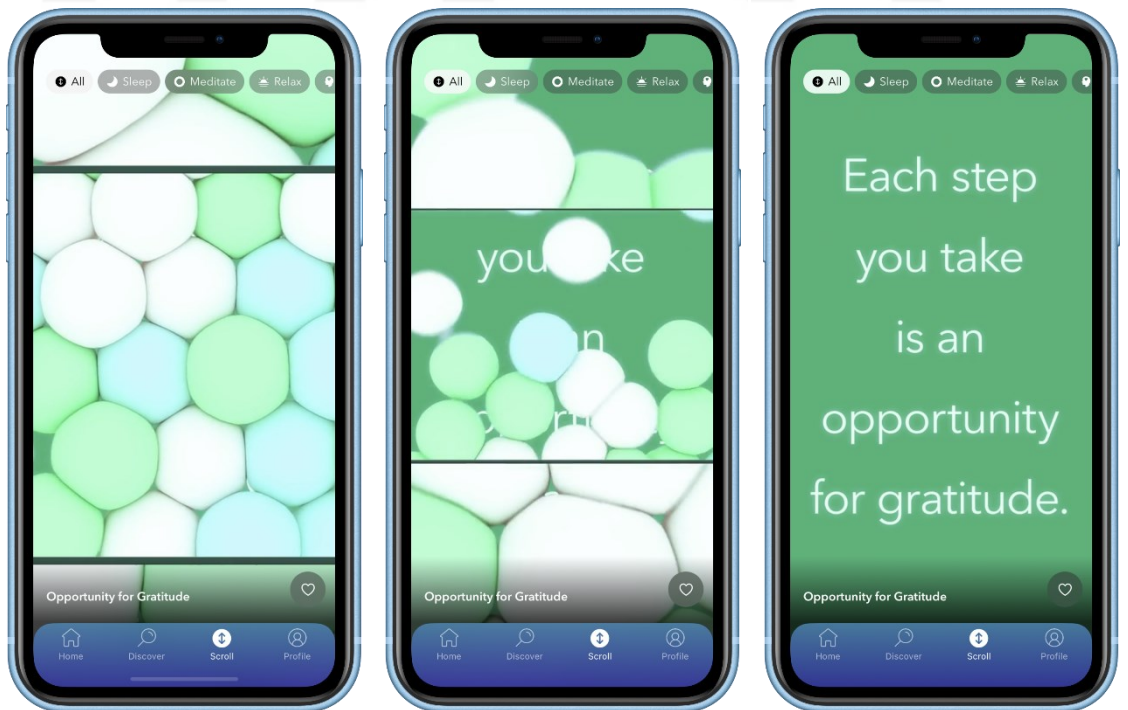 All Sleep Meditate Relax
Opportunity for Gratitude
Home Discover Scroll Profile
All Sleep Meditate Relax
you
Opportunity for Gratitude
Home Discover Scroll Profile
All Sleep Meditate Relax
Each step
you take
is an
opportunity
for gratitude.
Opportunity for Gratitude
Home Discover Scroll Profile